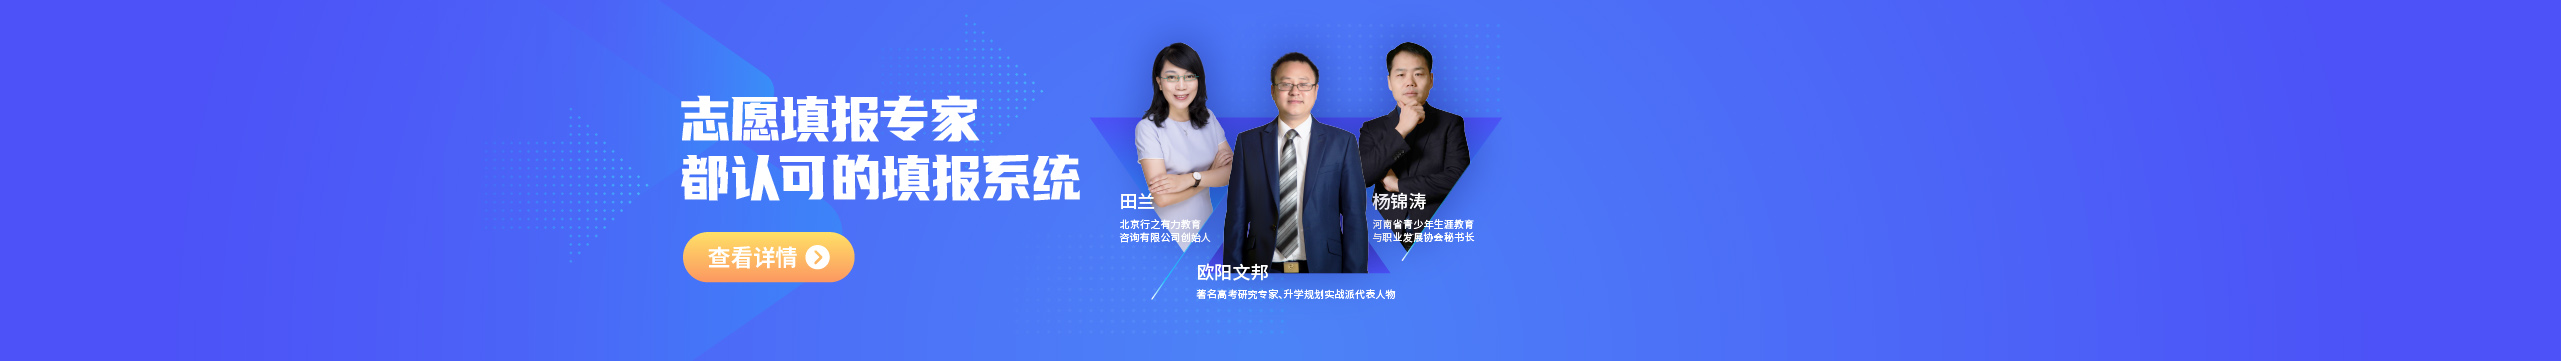 志愿填报专家
都认可的填报系统
查看详情
田兰
北京行之有力教育
咨询有限公司创始人
欧阳文邦
著名高考研究专家、升学规划实战派代表人物
杨锦涛
河南省青少年生涯教育
与职业发展协会秘书长